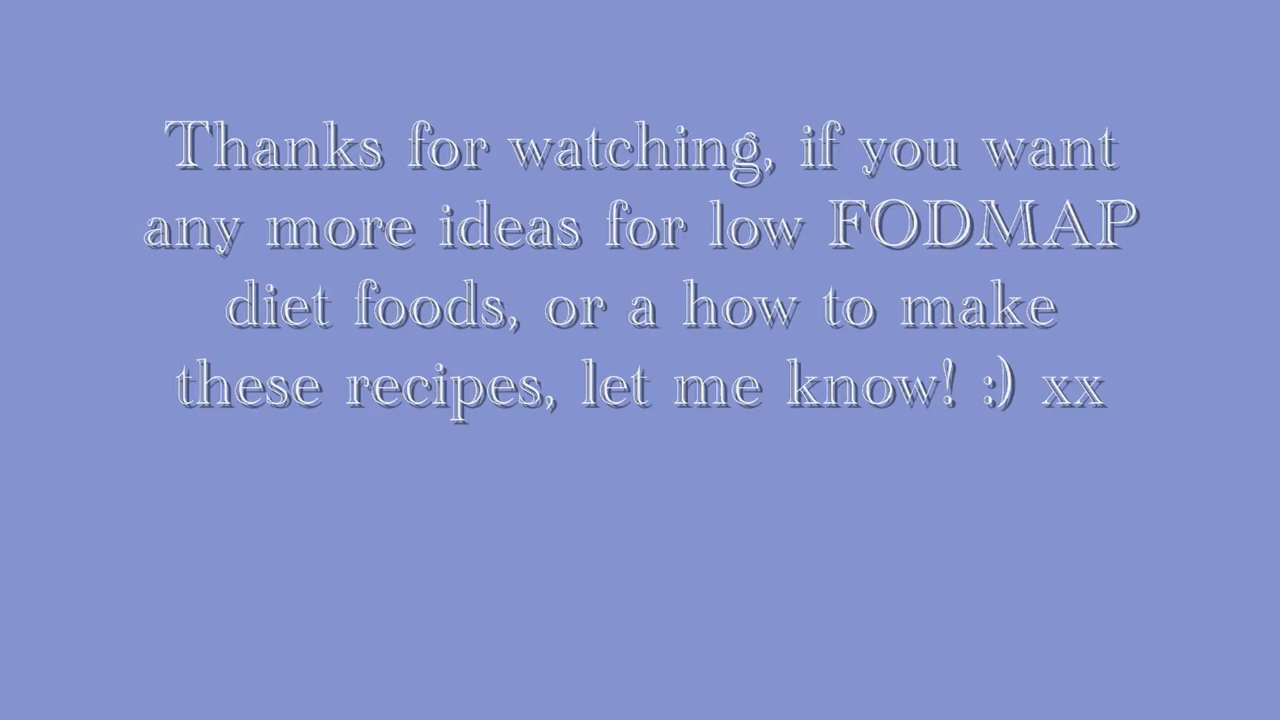 Thanks for watching, if you want
any more ideas for low FODMAP
diet foods, or a how to make
these recipes, let me know! :) xx